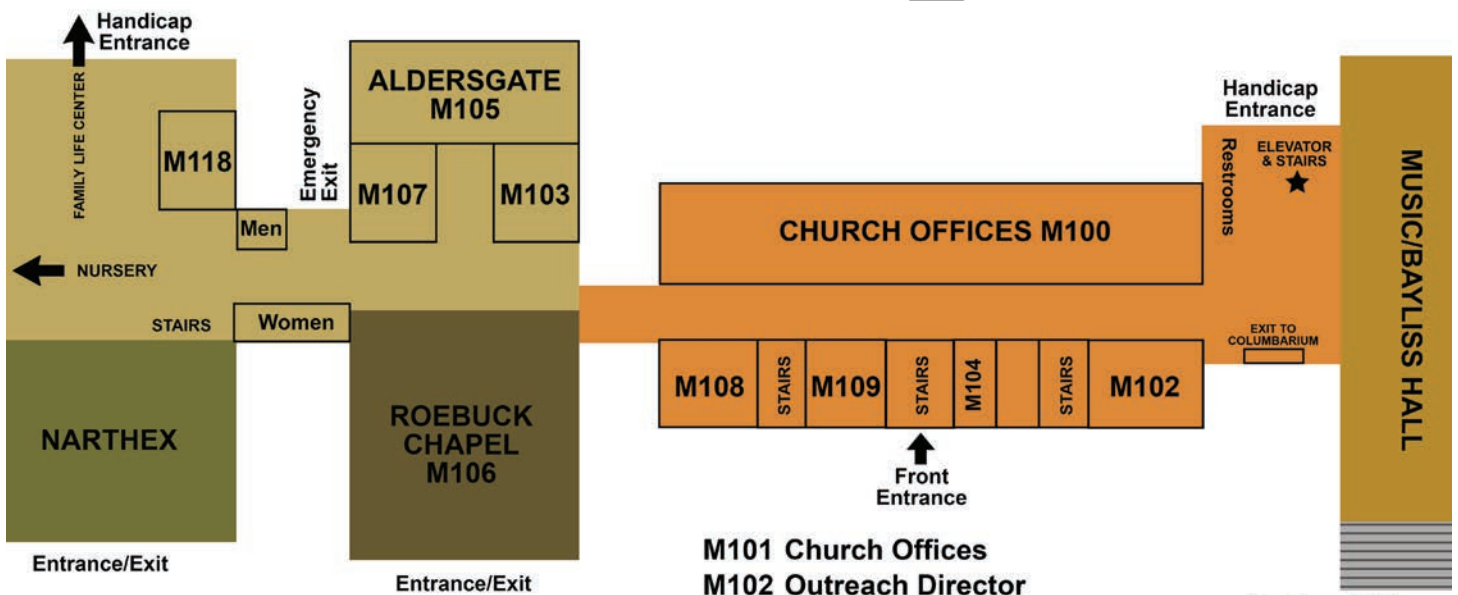 Handicap
Entrance
FAMILY LIFE CENTER
M118
Men
Emergency
Exit
ALDERSGATE
M105
M107
M103
NURSERY
STAIRS
Women
NARTHEX
Entrance/Exit
ROEBUCK
CHAPEL
M106
Entrance/Exit
CHURCH OFFICES M100
M108
STAIRS
M109
STAIRS
M104
STAIRS
M102
Front
Entrance
Handicap
Entrance
Restrooms
ELEVATOR
& STAIRS
EXIT TO
COLUMBARIUM
MUSIC/BAYLISS HALL
M101 Church Offices
M102 Outreach Director